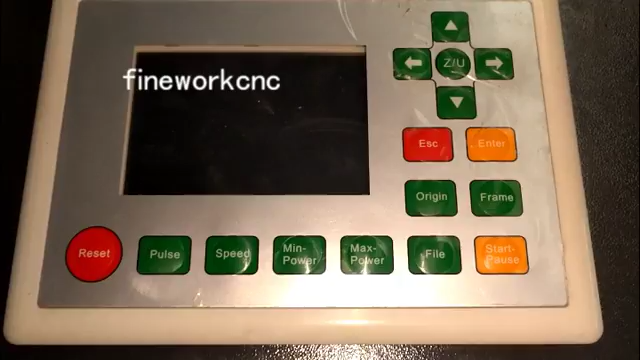 fineworkcnc
Z/U
Esc
Enter
Origin
Frame
Reset
Pulse
Speed
Min-
Power
Max-
Power
File
Start-
Pause